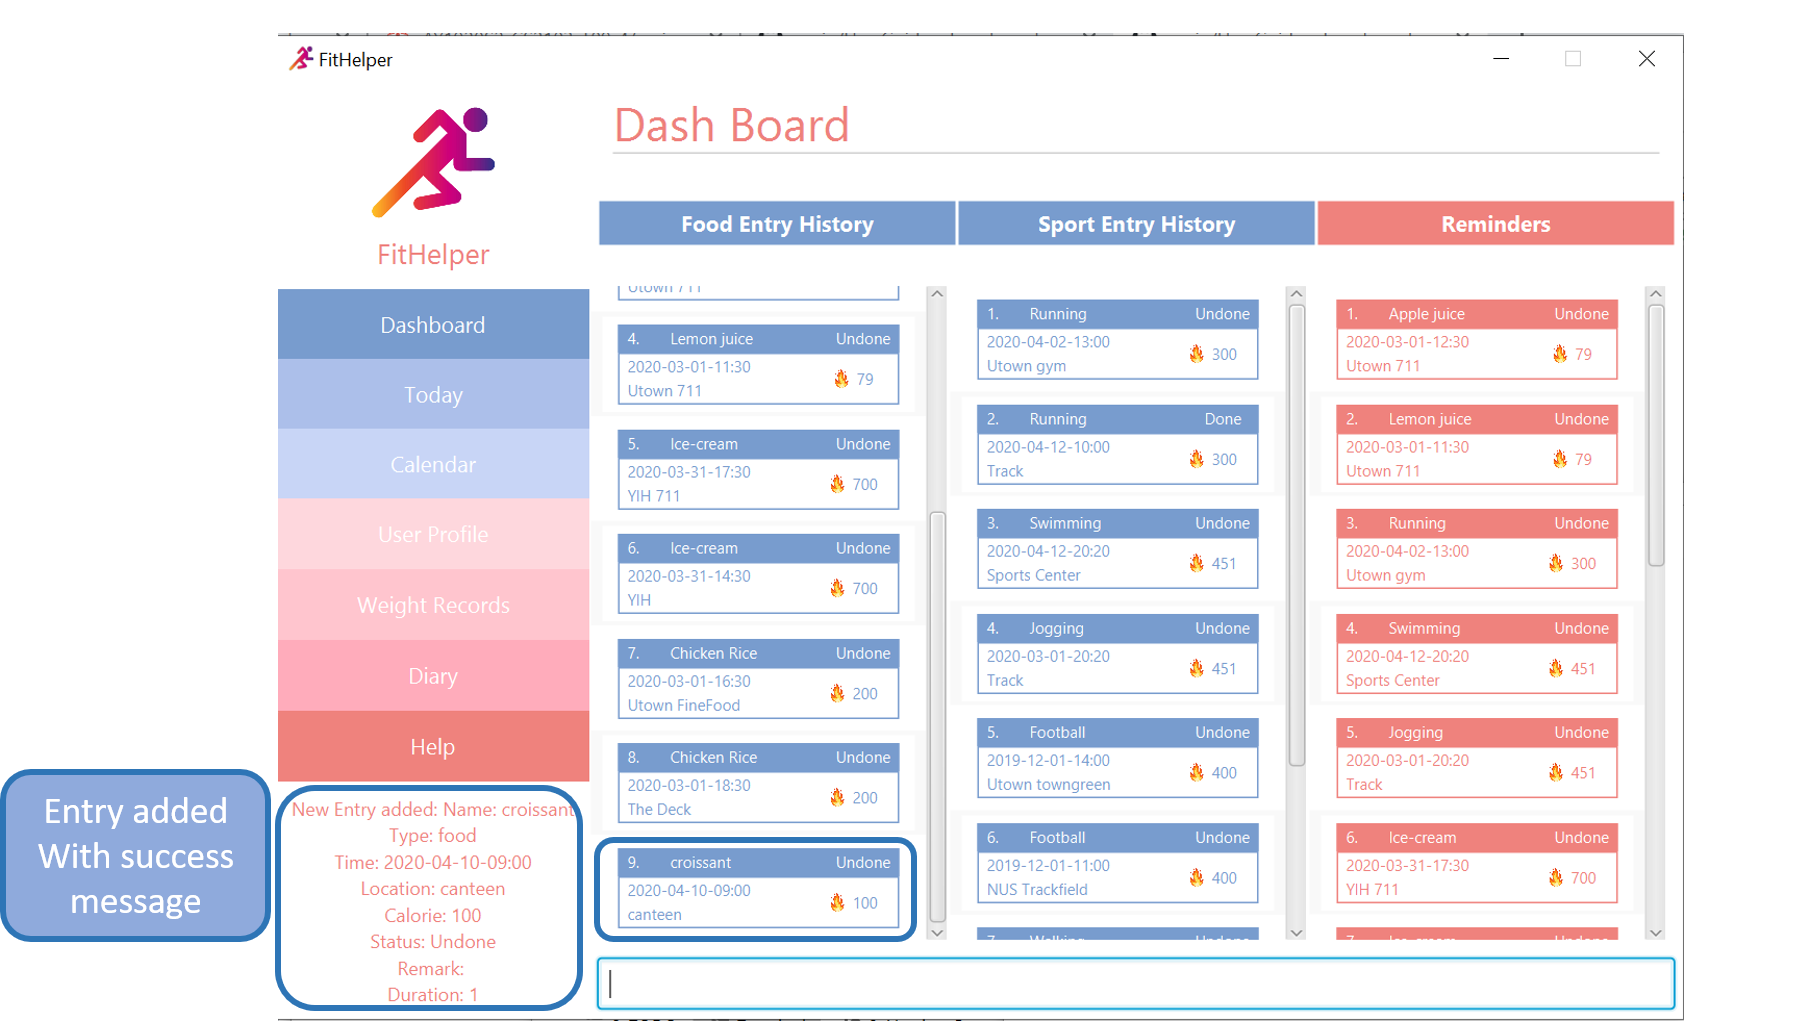 FitHelper
FitHelper
Dashboard
Today
Calendar
User Profile
Weight Records
Diary
Help
Entry added
With success
message
New Entry added: Name: croissant
Type: food
Time: 2020-04-10-09:00
Location: canteen
Calorie: 100
Status: Undone
Remark:
Duration: 1
Dash Board
Food Entry History
Utown 711
4. Lemon juice Undone
2020-03-01-11:30
79
Utown 711
5. Ice-cream Undone
2020-03-31-17:30
700
YIH 711
6. Ice-cream Undone
2020-03-31-14:30
700
YIH
7. Chicken Rice Undone
2020-03-01-16:30
200
Utown FineFood
8. Chicken Rice Undone
2020-03-01-18:30
200
The Deck
9. croissant Undone
2020-04-10-09:00
100
canteen
Sport Entry History
1. Running Undone
2020-04-02-13:00
300
Utown gym
2. Running Done
2020-04-12-10:00
300
Track
3. Swimming Undone
2020-04-12-20:20
451
Sports Center
4. Jogging Undone
2020-03-01-20:20
451
Track
5. Football Undone
2019-12-01-14:00
400
Utown towngreen
6. Football Undone
2019-12-01-11:00
400
NUS Trackfield
7. Walking Undone
Reminders
1. Apple juice Undone
2020-03-01-12:30
79
Utown 711
2. Lemon juice Undone
2020-03-01-11:30
79
Utown 711
3. Running Undone
2020-04-02-13:00
300
Utown gym
4. Swimming Undone
2020-04-12-20:20
451
Sports Center
5. Jogging Undone
2020-03-01-20:20
451
Track
6. Ice-cream Undone
2020-03-31-17:30
700
YIH 711
7. Ice-cream Undone